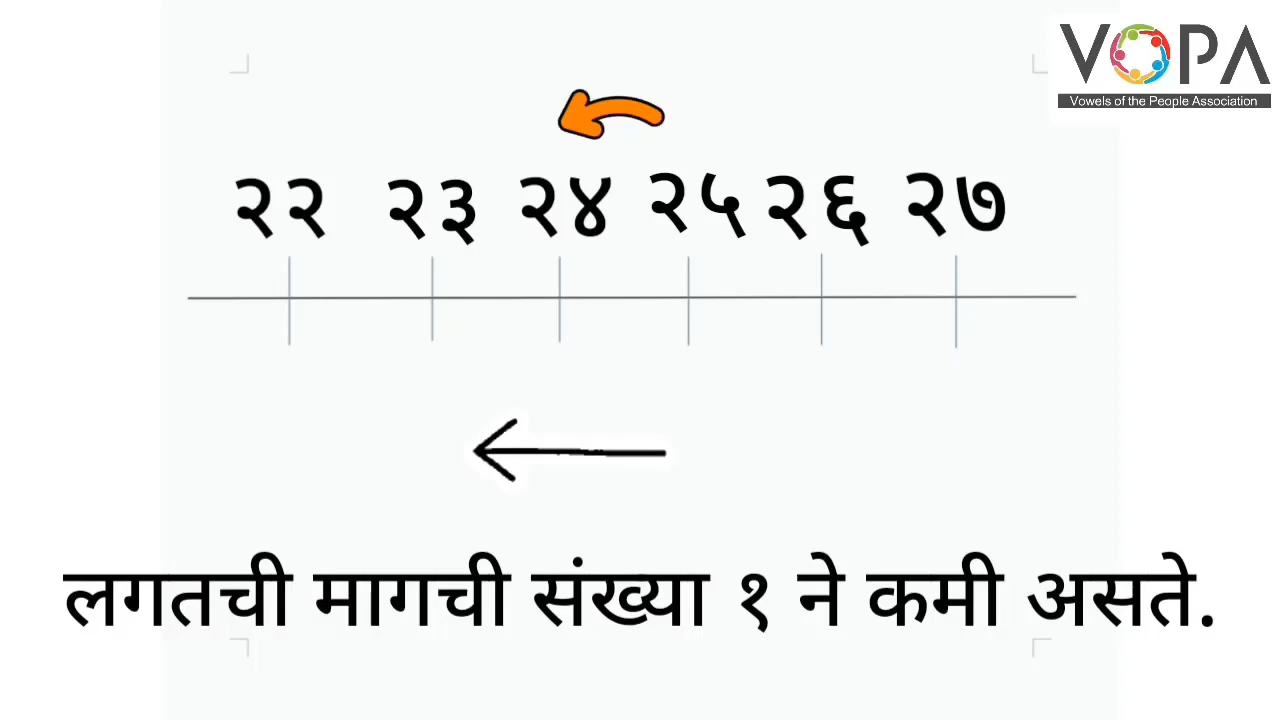 VOPA
Vowels of the People Association
२२ २३ २४ २५ २६ २७
लगतची मागची संख्या १ ने कमी असते.